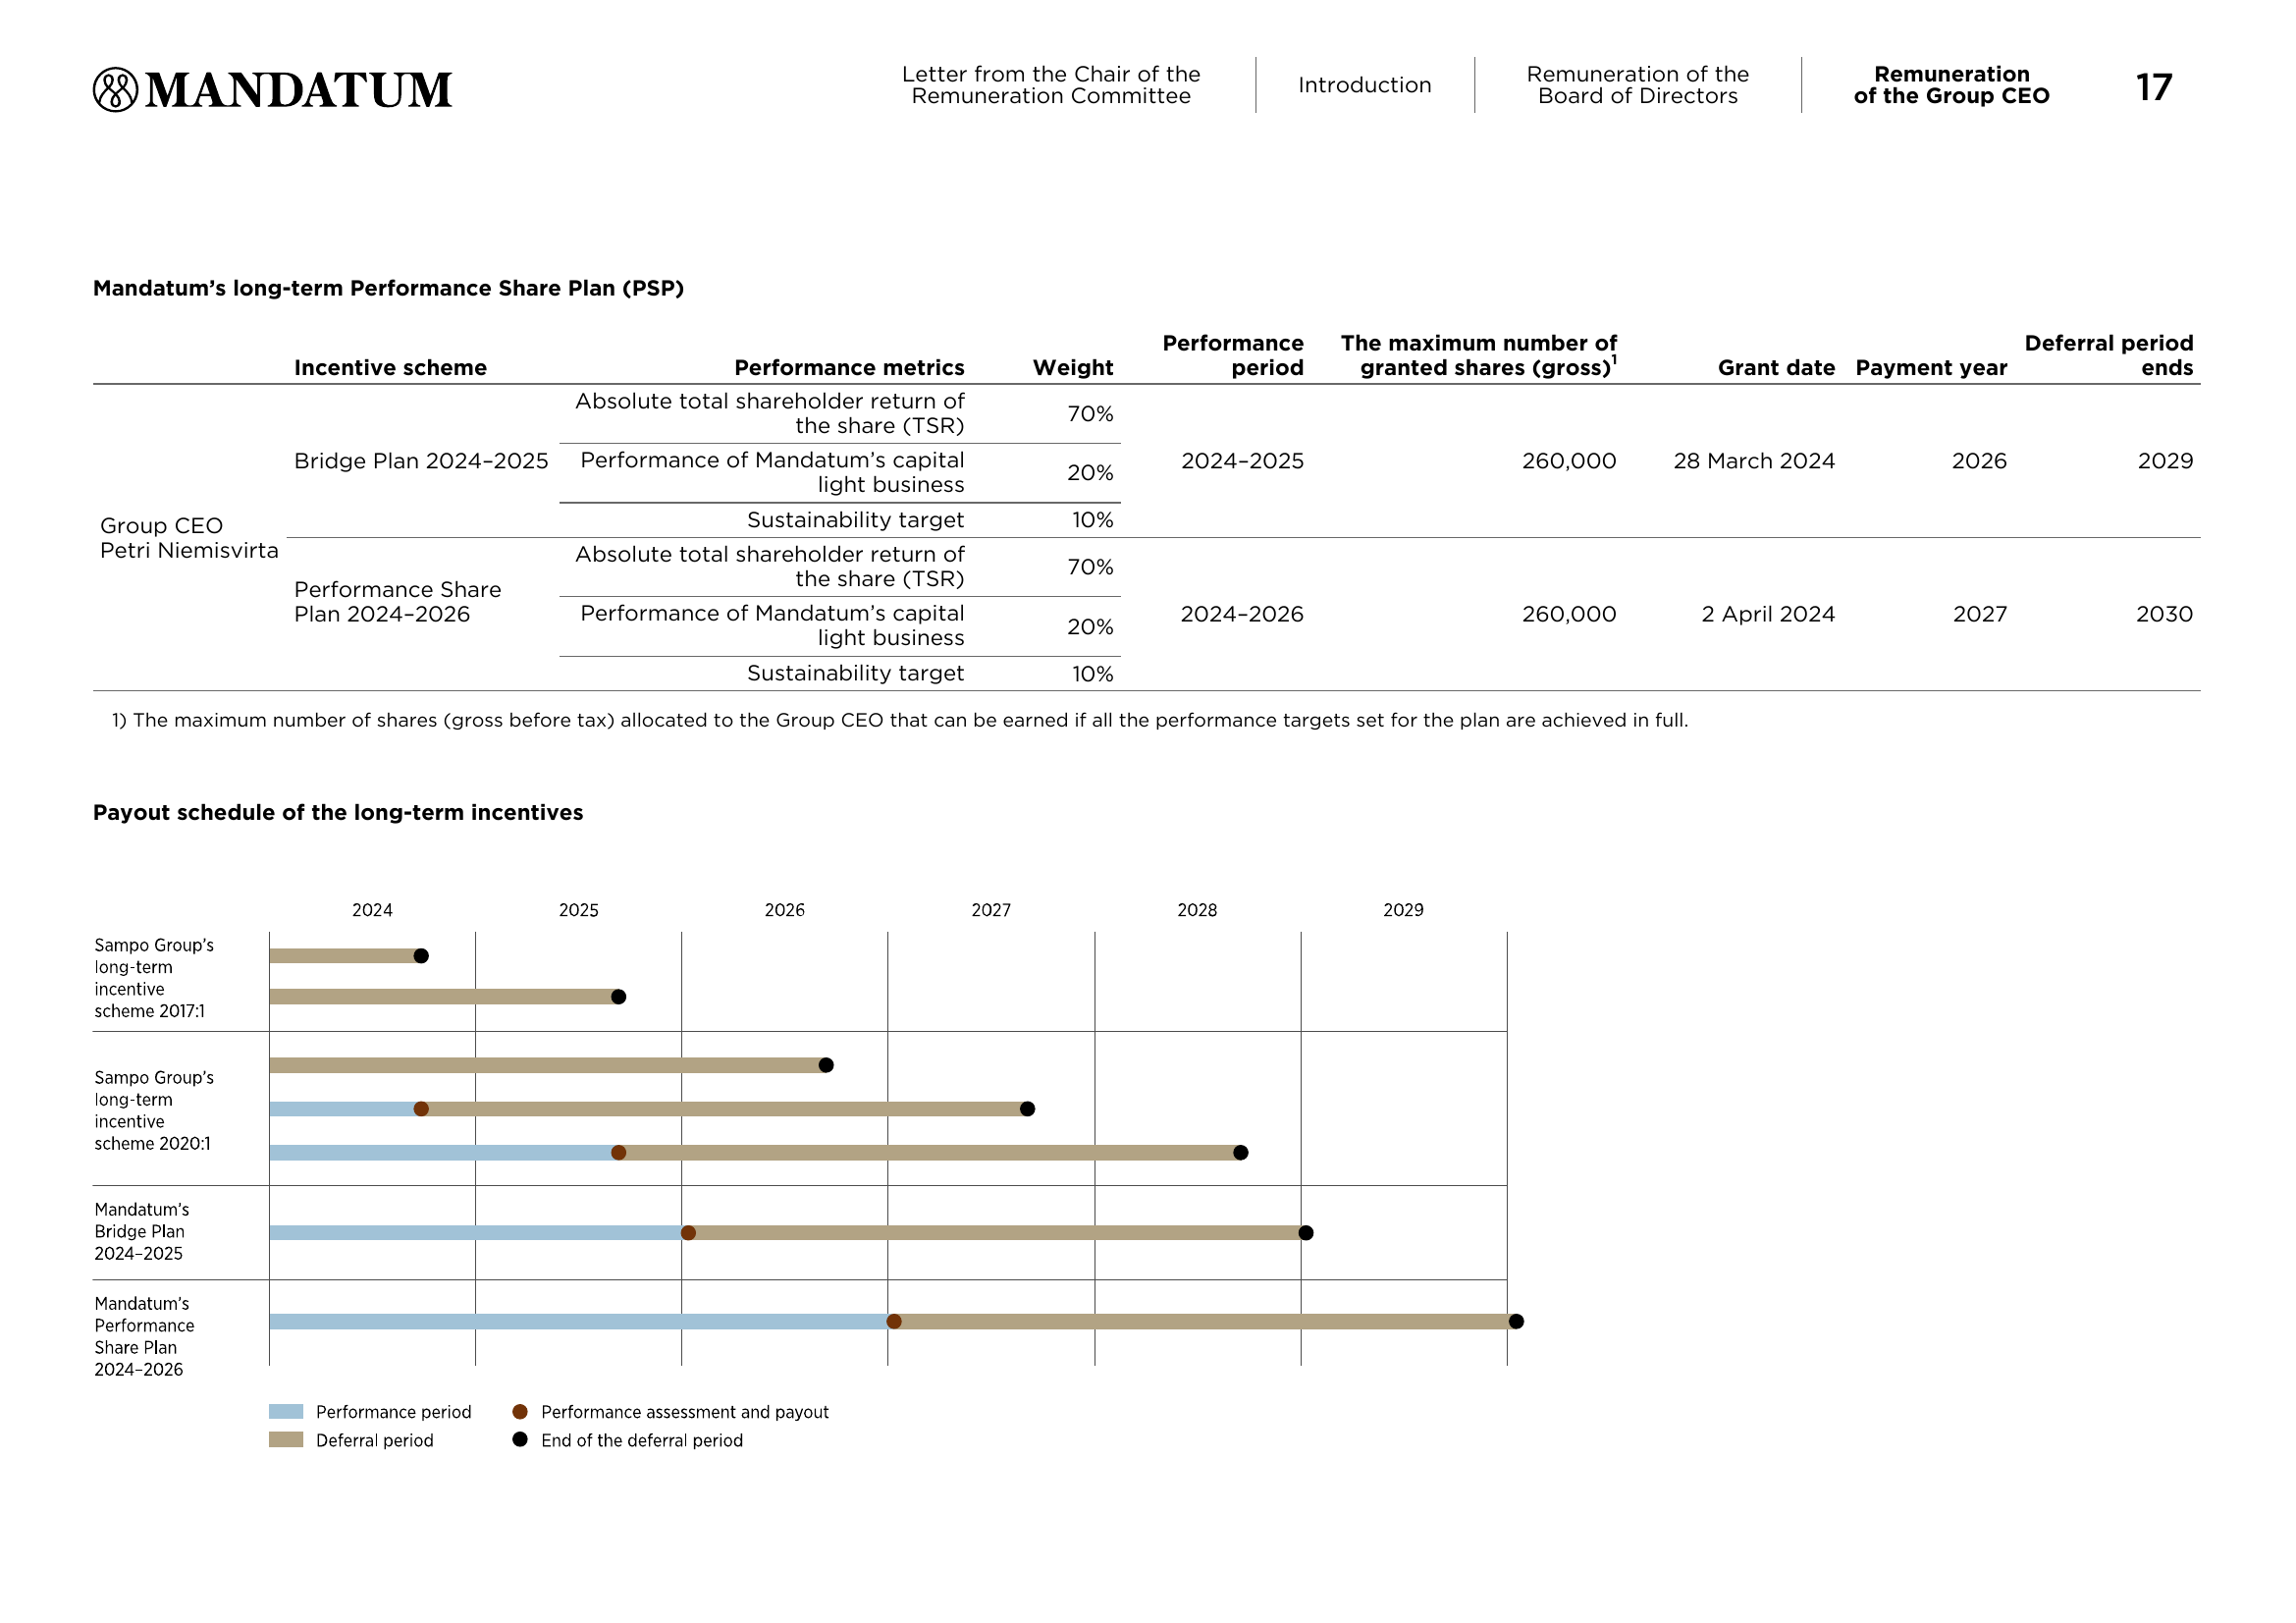 MANDATUM
Letter from the Chair of the
Remuneration Committee
Introduction
Remuneration of the
Board of Directors
Remuneration
of the Group CEO
17
Mandatum’s long-term Performance Share Plan (PSP)
Incentive scheme
Performance metrics
Weight
Performance
period
The maximum number of
granted shares (gross)1
Grant date
Payment year
Deferral period
ends
Group CEO
Petri Niemisvirta
Bridge Plan 2024–2025
Absolute total shareholder return of
the share (TSR)
70%
Performance of Mandatum’s capital
light business
20%
Sustainability target
10%
2024–2025
260,000
28 March 2024
2026
2029
Performance Share
Plan 2024–2026
Absolute total shareholder return of
the share (TSR)
70%
Performance of Mandatum’s capital
light business
20%
Sustainability target
10%
2024–2026
260,000
2 April 2024
2027
2030
1) The maximum number of shares (gross before tax) allocated to the Group CEO that can be earned if all the performance targets set for the plan are achieved in full.
Payout schedule of the long-term incentives
2024 2025 2026 2027 2028 2029
Sampo Group’s
long-term
incentive
scheme 2017:1
Sampo Group’s
long-term
incentive
scheme 2020:1
Mandatum’s
Bridge Plan
2024–2025
Mandatum’s
Performance
Share Plan
2024–2026
Performance period
Performance assessment and payout
Deferral period
End of the deferral period